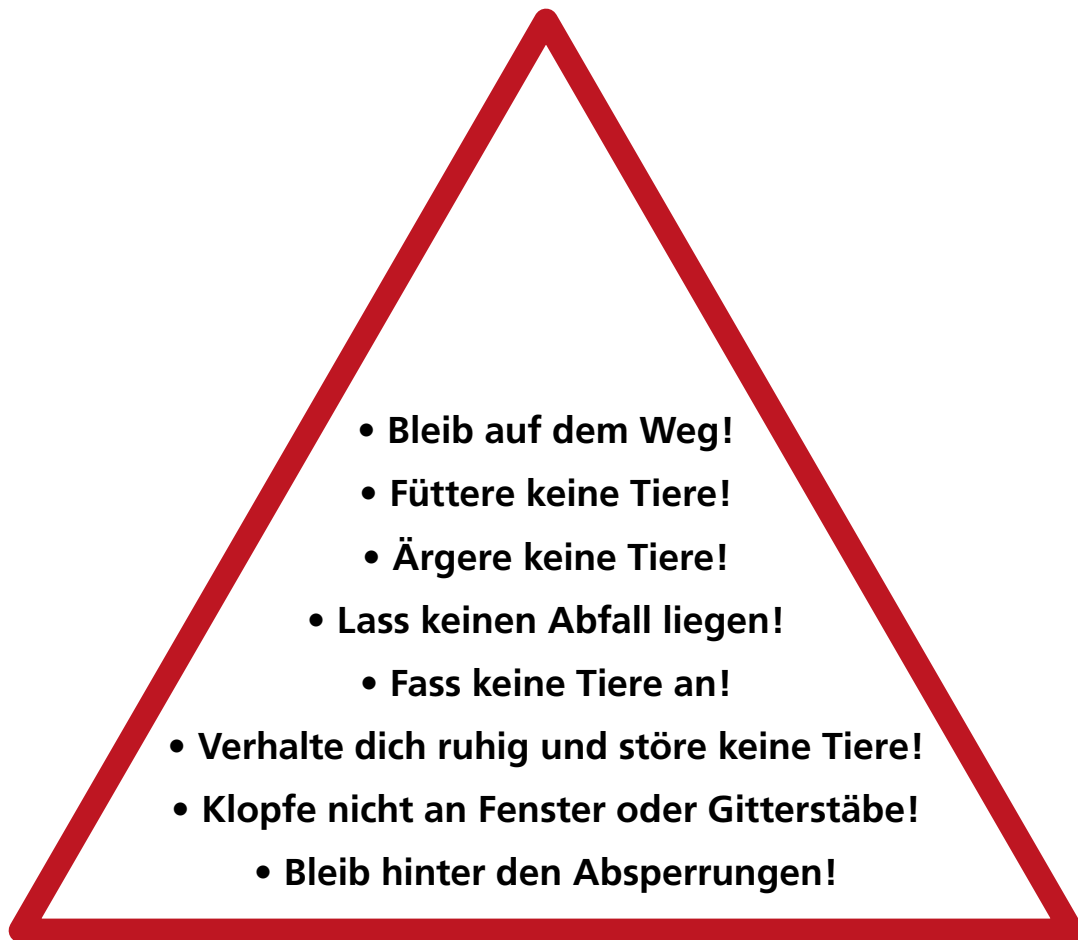 • Bleib auf dem Weg!
• Füttere keine Tiere!
• Ärgere keine Tiere!
• Lass keinen Abfall liegen!
• Fass keine Tiere an!
• Verhalte dich ruhig und störe keine Tiere!
• Klopfe nicht an Fenster oder Gitterstäbe!
• Bleib hinter den Absperrungen!